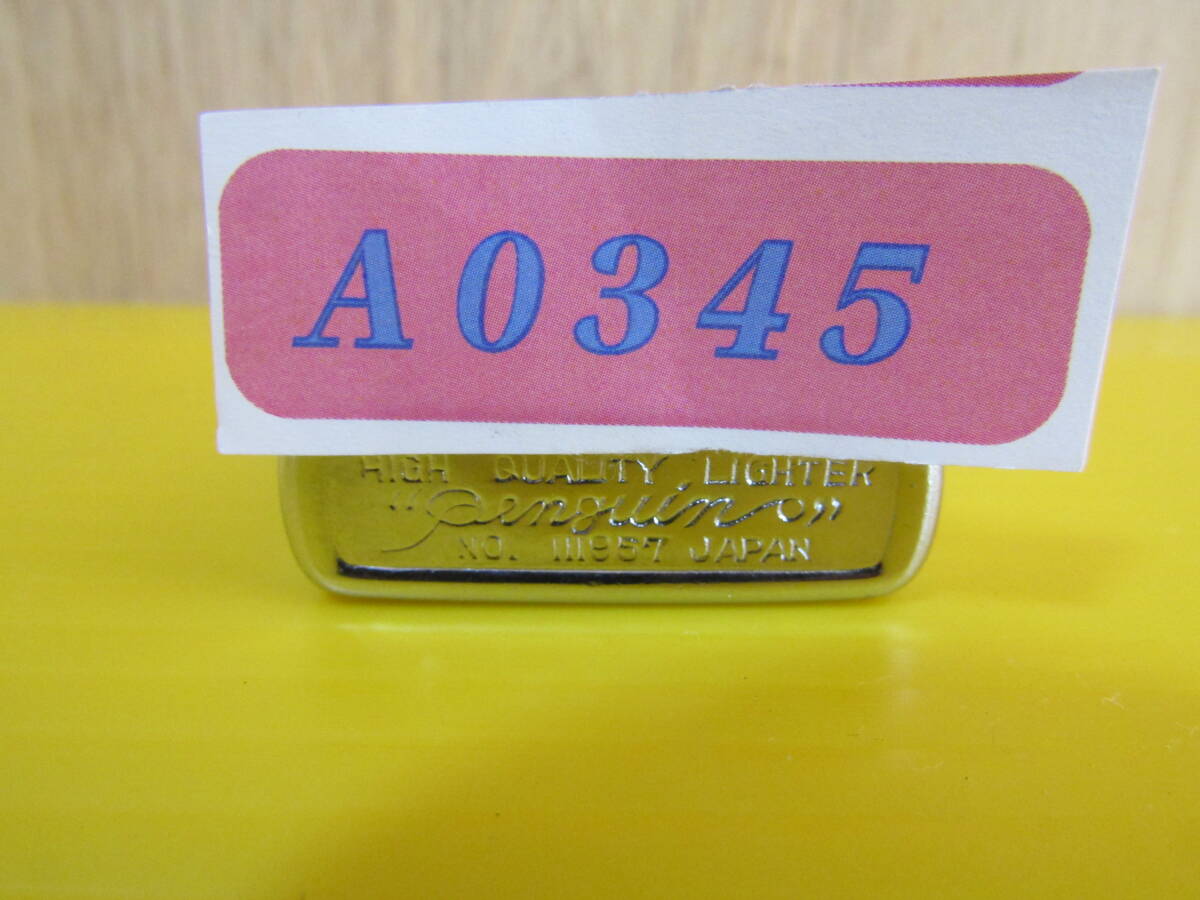 A0345
HIGH QUALITY LIGHTER
"Penguin"
NO. 111957 JAPAN